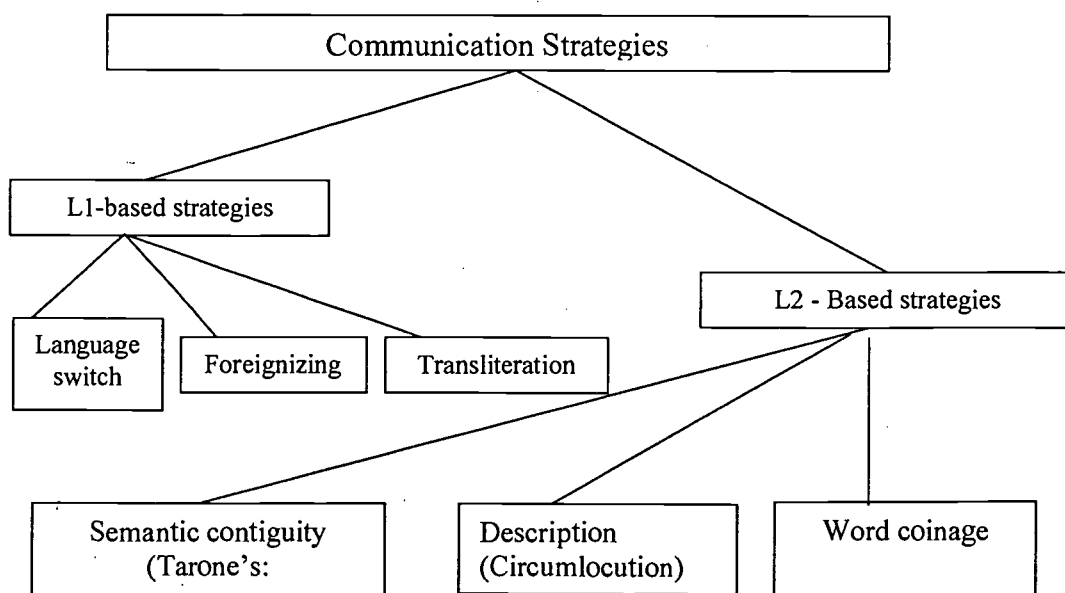 Communication Strategies
L1-based strategies
L2 - Based strategies
Language
switch
Foreignizing
Transliteration
Semantic contiguity
(Tarone's:
Description
(Circumlocution)
Word coinage